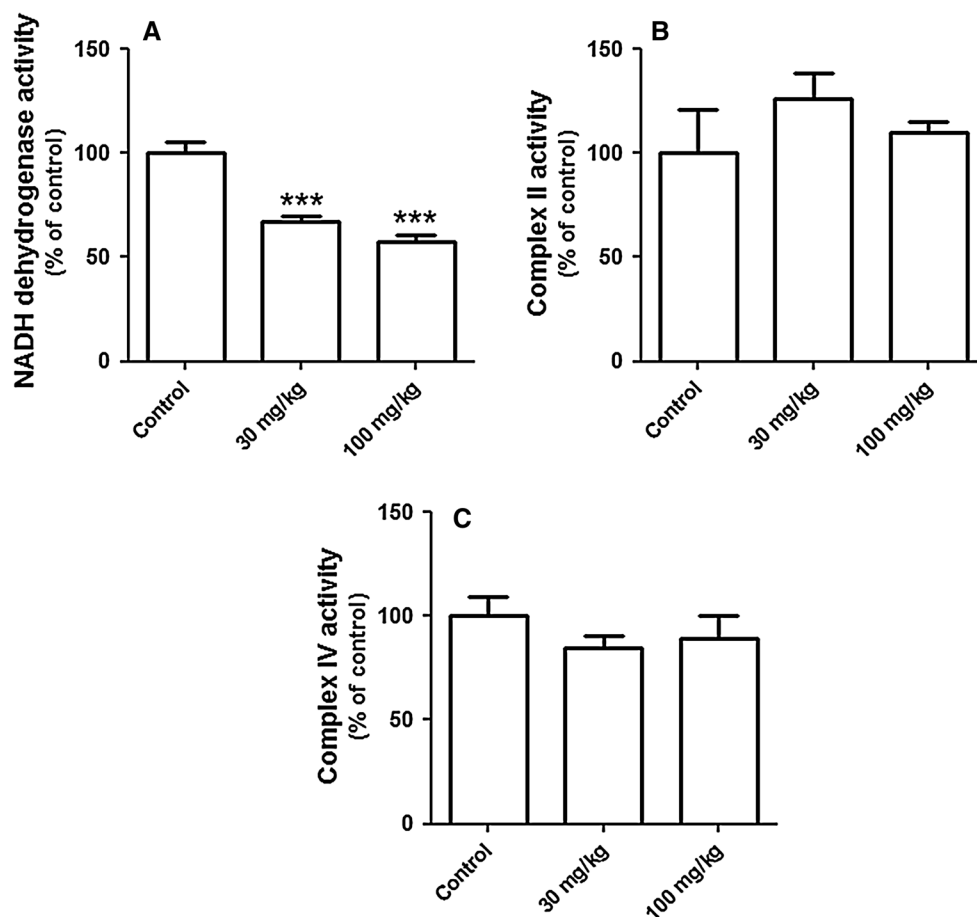 A
NADH dehydrogenase activity
(% of control)
150
100
50
0
***
***
Control
30 mg/kg
100 mg/kg
B
Complex II activity
(% of control)
150
100
50
0
Control
30 mg/kg
100 mg/kg
C
Complex IV activity
(% of control)
150
100
50
0
Control
30 mg/kg
100 mg/kg